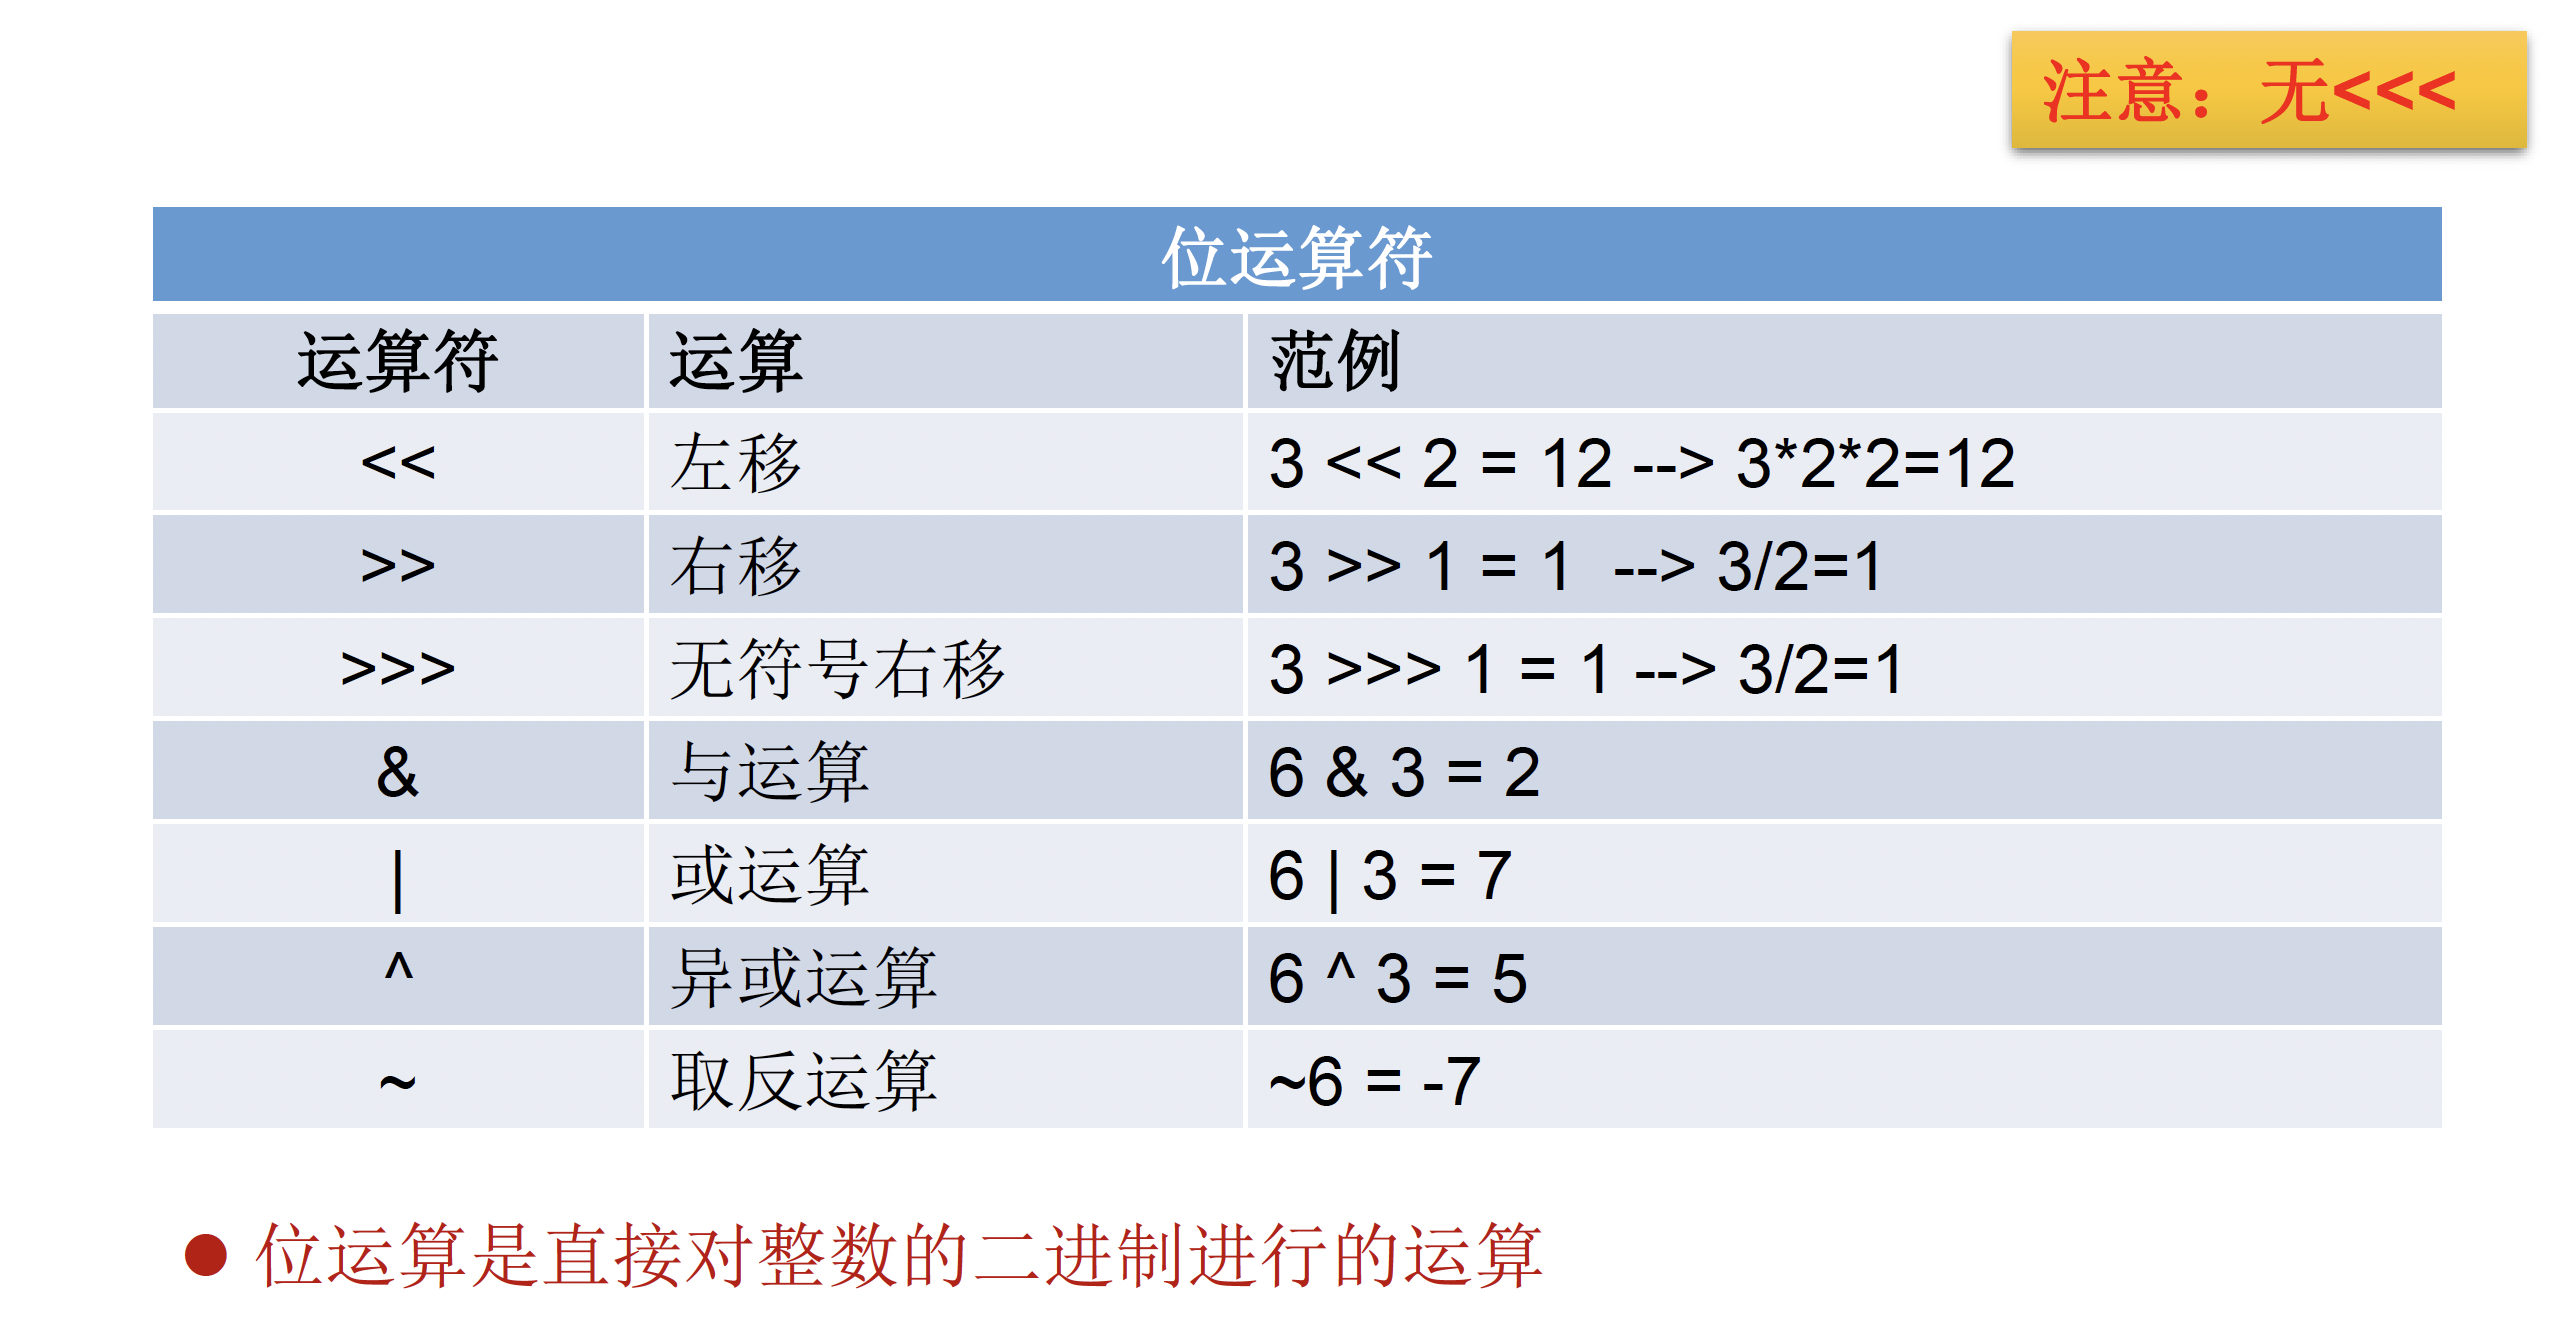 注意：无<<<
位运算符
运算符 运算 范例
<< 左移 3 << 2 = 12 --> 3*2*2=12
>> 右移 3 >> 1 = 1 --> 3/2=1
>>> 无符号右移 3 >>> 1 = 1 --> 3/2=1
& 与运算 6 & 3 = 2
| 或运算 6 | 3 = 7
^ 异或运算 6 ^ 3 = 5
~ 取反运算 ~6 = -7
● 位运算是直接对整数的二进制进行的运算